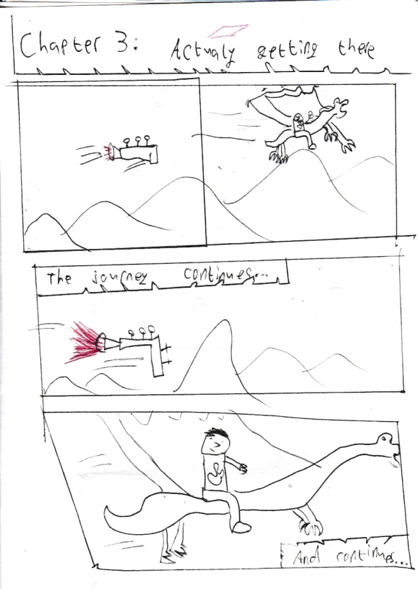 Chapter 3: Actualy getting there
The journey continues...
And continues...